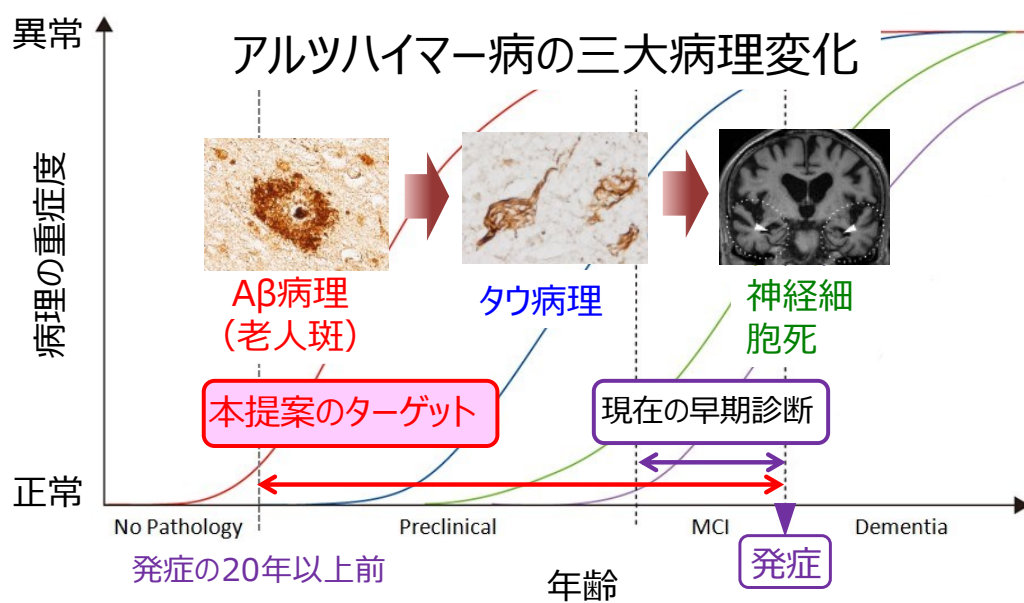 異常
アルツハイマー病の三大病理変化
病理の重症度
Aβ病理
（老人斑）
タウ病理
神経細
胞死
本提案のターゲット
現在の早期診断
正常
No Pathology
Preclinical
MCI
Dementia
発症の20年以上前
発症
年齢